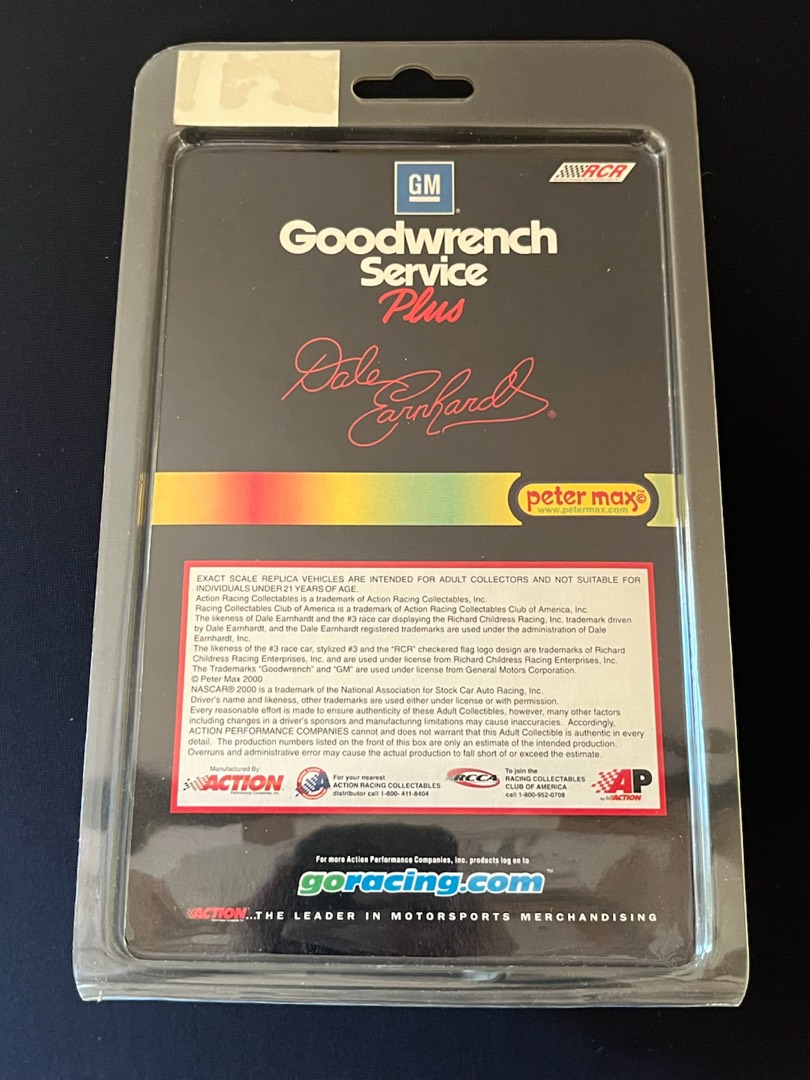 GM
RCR
Goodwrench
Service
Plus
Dale
Earnhardt ®
peter max©
www.petermax.com
EXACT SCALE REPLICA VEHICLES ARE INTENDED FOR ADULT COLLECTORS AND NOT SUITABLE FOR
INDIVIDUALS UNDER 21 YEARS OF AGE.
Action Racing Collectables is a trademark of Action Racing Collectables, Inc.
Racing Collectables Club of America is a trademark of Action Racing Collectables Club of America, Inc.
The likeness of Dale Earnhardt and the #3 race car displaying the Richard Childress Racing, Inc. trademark driven
by Dale Earnhardt, and the Dale Earnhardt registered trademarks are used under the administration of Dale
Earnhardt, Inc.
The likeness of the #3 race car, stylized #3 and the "RCR" checkered flag logo design are trademarks of Richard
Childress Racing Enterprises, Inc. and are used under license from Richard Childress Racing Enterprises, Inc.
The Trademarks "Goodwrench" and "GM" are used under license from General Motors Corporation.
© Peter Max 2000
NASCAR® 2000 is a trademark of the National Association for Stock Car Auto Racing, Inc.
Driver's name and likeness, other trademarks are used either under license or with permission.
Every reasonable effort is made to ensure authenticity of these Adult Collectibles, however, many other factors
including changes in a driver's sponsors and manufacturing limitations may cause inaccuracies. Accordingly,
ACTION PERFORMANCE COMPANIES cannot and does not warrant that this Adult Collectible is authentic in every
detail. The production numbers listed on the front of this box are only an estimate of the intended production.
Overruns and administrative error may cause the actual production to fall short of or exceed the estimate.
Manufactured By:
ACTION
Performance Companies, Inc.
For your nearest
ACTION RACING COLLECTABLES
distributor call 1-800- 411-8404
RCCA
To join the
RACING COLLECTABLES
CLUB OF AMERICA
call 1-800-952-0708
AP
by ACTION
For more Action Performance Companies, Inc. products log on to
goracing.com™
ACTION...THE LEADER IN MOTORSPORTS MERCHANDISING